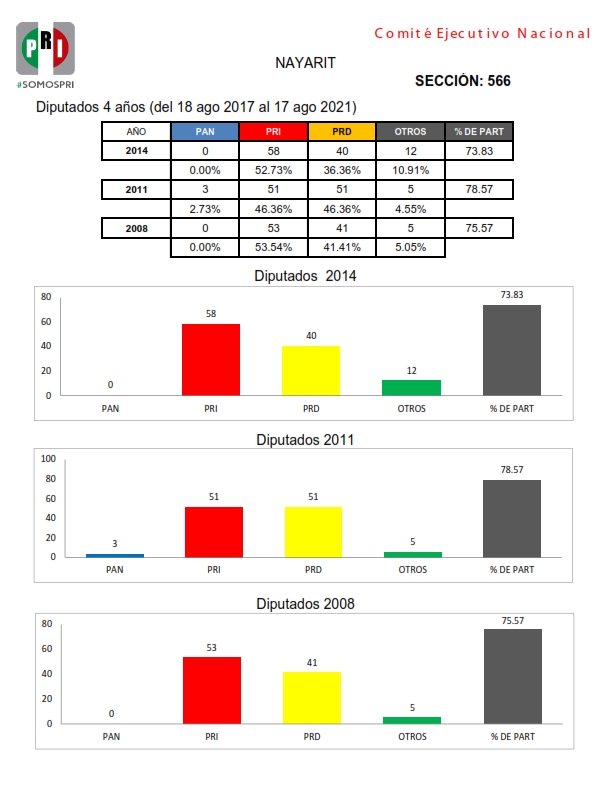 Comité Ejecutivo Nacional
PRI
#SOMOSPRI
NAYARIT
SECCIÓN: 566
Diputados 4 años (del 18 ago 2017 al 17 ago 2021)
AÑO PAN PRI PRD OTROS % DE PART
2014 0 58 40 12 73.83
0.00% 52.73% 36.36% 10.91%
2011 3 51 51 5 78.57
2.73% 46.36% 46.36% 4.55%
2008 0 53 41 5 75.57
0.00% 53.54% 41.41% 5.05%
Diputados 2014
80
60
40
20
0
0 58 40 12 73.83
PAN PRI PRD OTROS % DE PART
Diputados 2011
100
80
60
40
20
0
3 51 51 5 78.57
PAN PRI PRD OTROS % DE PART
Diputados 2008
80
60
40
20
0
0 53 41 5 75.57
PAN PRI PRD OTROS % DE PART